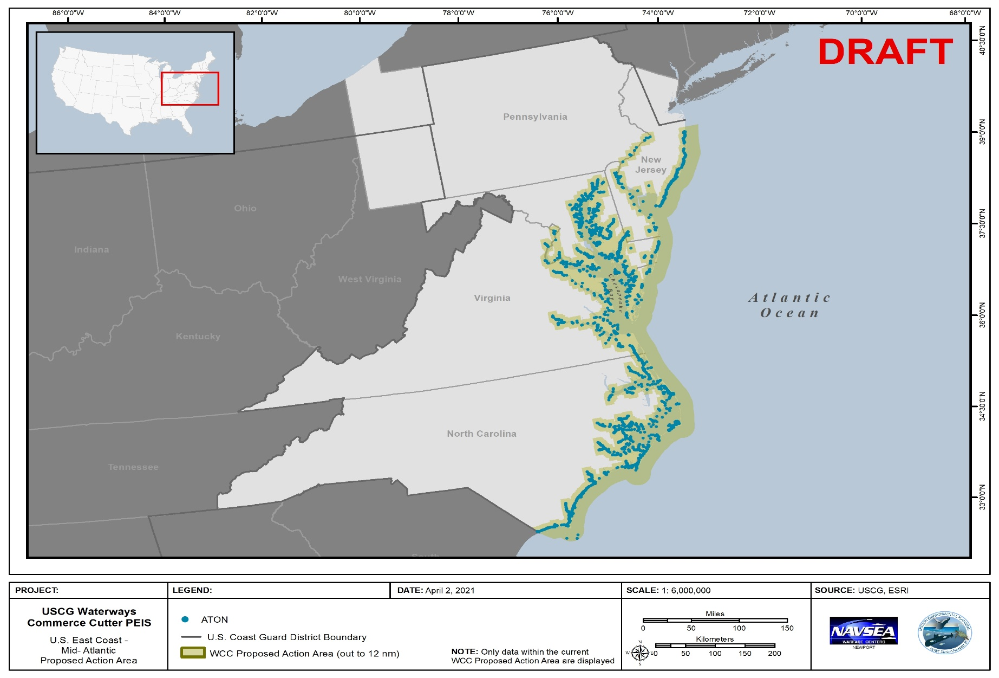 86°0'0"W 84°0'0"W 82°0'0"W 80°0'0"W 78°0'0"W 76°0'0"W 74°0'0"W 72°0'0"W 70°0'0"W 68°0'0"W
DRAFT
40°30'0"N
39°0'0"N
37°30'0"N
36°0'0"N
34°30'0"N
33°0'0"N
Pennsylvania
New
Jersey
Ohio
Indiana
West Virginia
Virginia
Chesapeake
Bay
Atlantic
Ocean
Kentucky
North Carolina
Tennessee
South
PROJECT:
USCG Waterways
Commerce Cutter PEIS
U.S. East Coast -
Mid- Atlantic
Proposed Action Area
LEGEND:
ATON
U.S. Coast Guard District Boundary
WCC Proposed Action Area (out to 12 nm)
DATE: April 2, 2021
NOTE: Only data within the current
WCC Proposed Action Area are displayed
SCALE: 1: 6,000,000
Miles
0 50 100 150
Kilometers
0 50 100 150 200
N
W E
S
SOURCE: USCG, ESRI
NAVSEA
WARFARE CENTERS
NEWPORT
MISSION ENVIRONMENTAL PLANNING